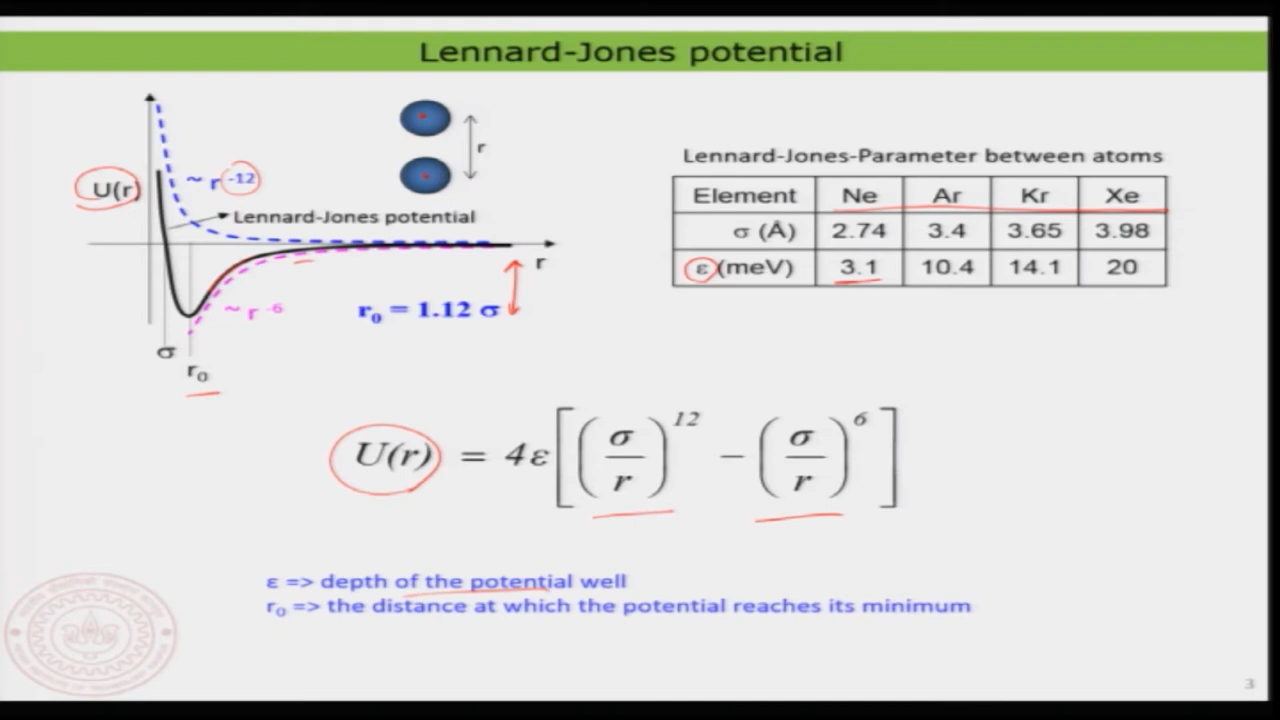 Lennard-Jones potential
U(r)
~ r⁻¹²
Lennard-Jones potential
r
r
~ r⁻⁶
r₀ = 1.12 σ
σ
r₀
Lennard-Jones-Parameter between atoms
Element Ne Ar Kr Xe
σ (Å) 2.74 3.4 3.65 3.98
ε (meV) 3.1 10.4 14.1 20
U(r) = 4ε[(σ/r)¹² − (σ/r)⁶]
ε => depth of the potential well
r₀ => the distance at which the potential reaches its minimum
3